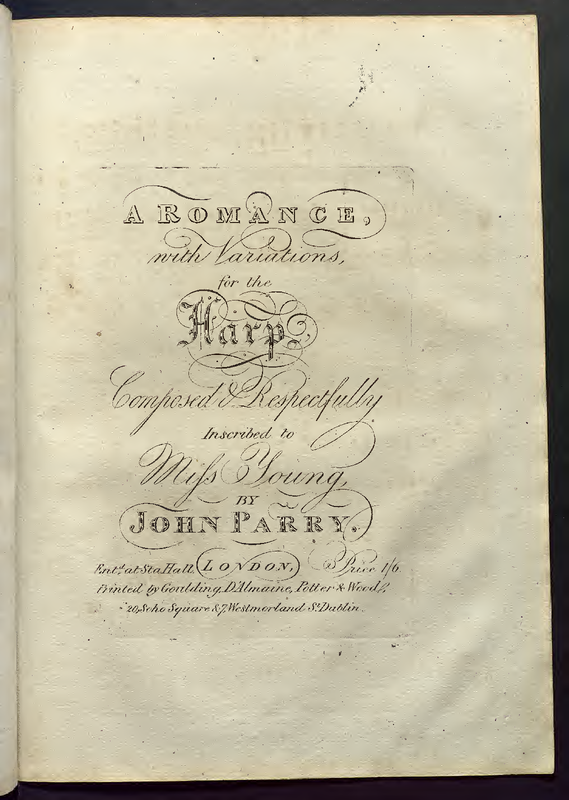 A ROMANCE,
with Variations,
for the
Harp,
Composed & Respectfully
Inscribed to
Miſs Young,
BY
JOHN PARRY.
Ent.d at Sta. Hall. LONDON, Price 1/6
Printed by Goulding, D'Almaine, Potter & Wood,
20, Soho Square & 7, Westmorland St. Dublin.